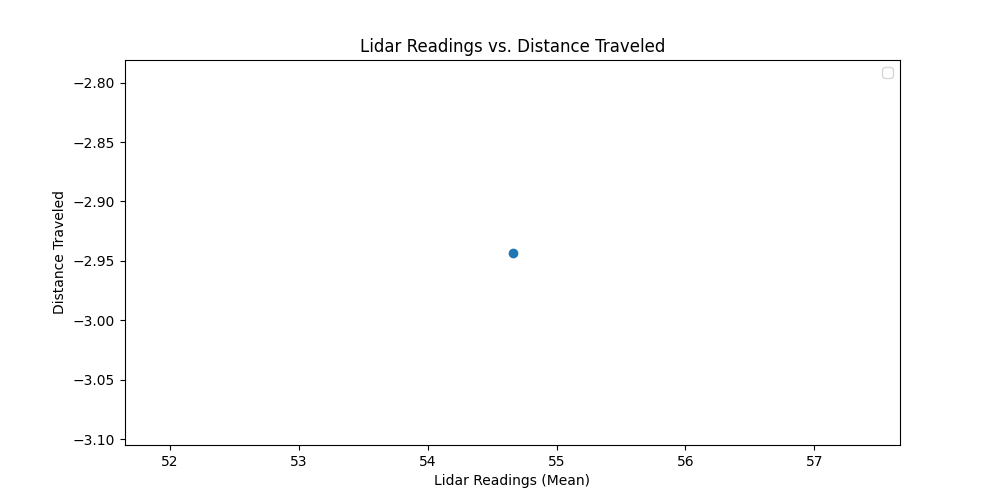 Lidar Readings vs. Distance Traveled
−2.80
−2.85
−2.90
−2.95
−3.00
−3.05
−3.10
Distance Traveled
52 53 54 55 56 57
Lidar Readings (Mean)